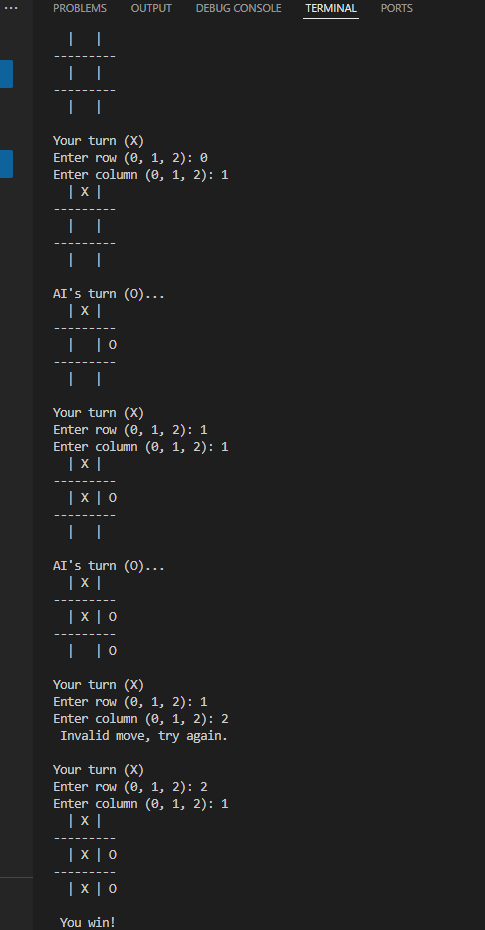 ... PROBLEMS OUTPUT DEBUG CONSOLE TERMINAL PORTS
  |   |
---------
  |   |
---------
  |   |

Your turn (X)
Enter row (0, 1, 2): 0
Enter column (0, 1, 2): 1
  | X |
---------
  |   |
---------
  |   |

AI's turn (O)...
  | X |
---------
  |   | O
---------
  |   |

Your turn (X)
Enter row (0, 1, 2): 1
Enter column (0, 1, 2): 1
  | X |
---------
  | X | O
---------
  |   |

AI's turn (O)...
  | X |
---------
  | X | O
---------
  |   | O

Your turn (X)
Enter row (0, 1, 2): 1
Enter column (0, 1, 2): 2
 Invalid move, try again.

Your turn (X)
Enter row (0, 1, 2): 2
Enter column (0, 1, 2): 1
  | X |
---------
  | X | O
---------
  | X | O

 You win!